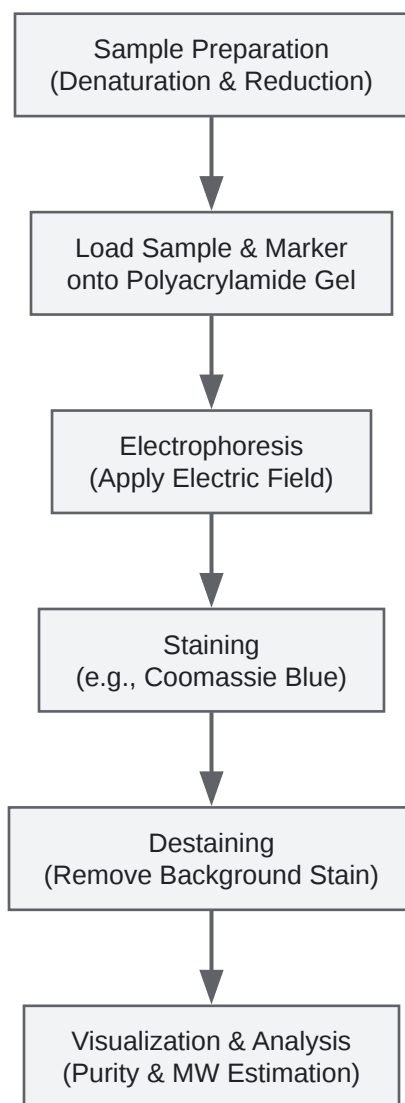 Sample Preparation
(Denaturation & Reduction)
Load Sample & Marker
onto Polyacrylamide Gel
Electrophoresis
(Apply Electric Field)
Staining
(e.g., Coomassie Blue)
Destaining
(Remove Background Stain)
Visualization & Analysis
(Purity & MW Estimation)